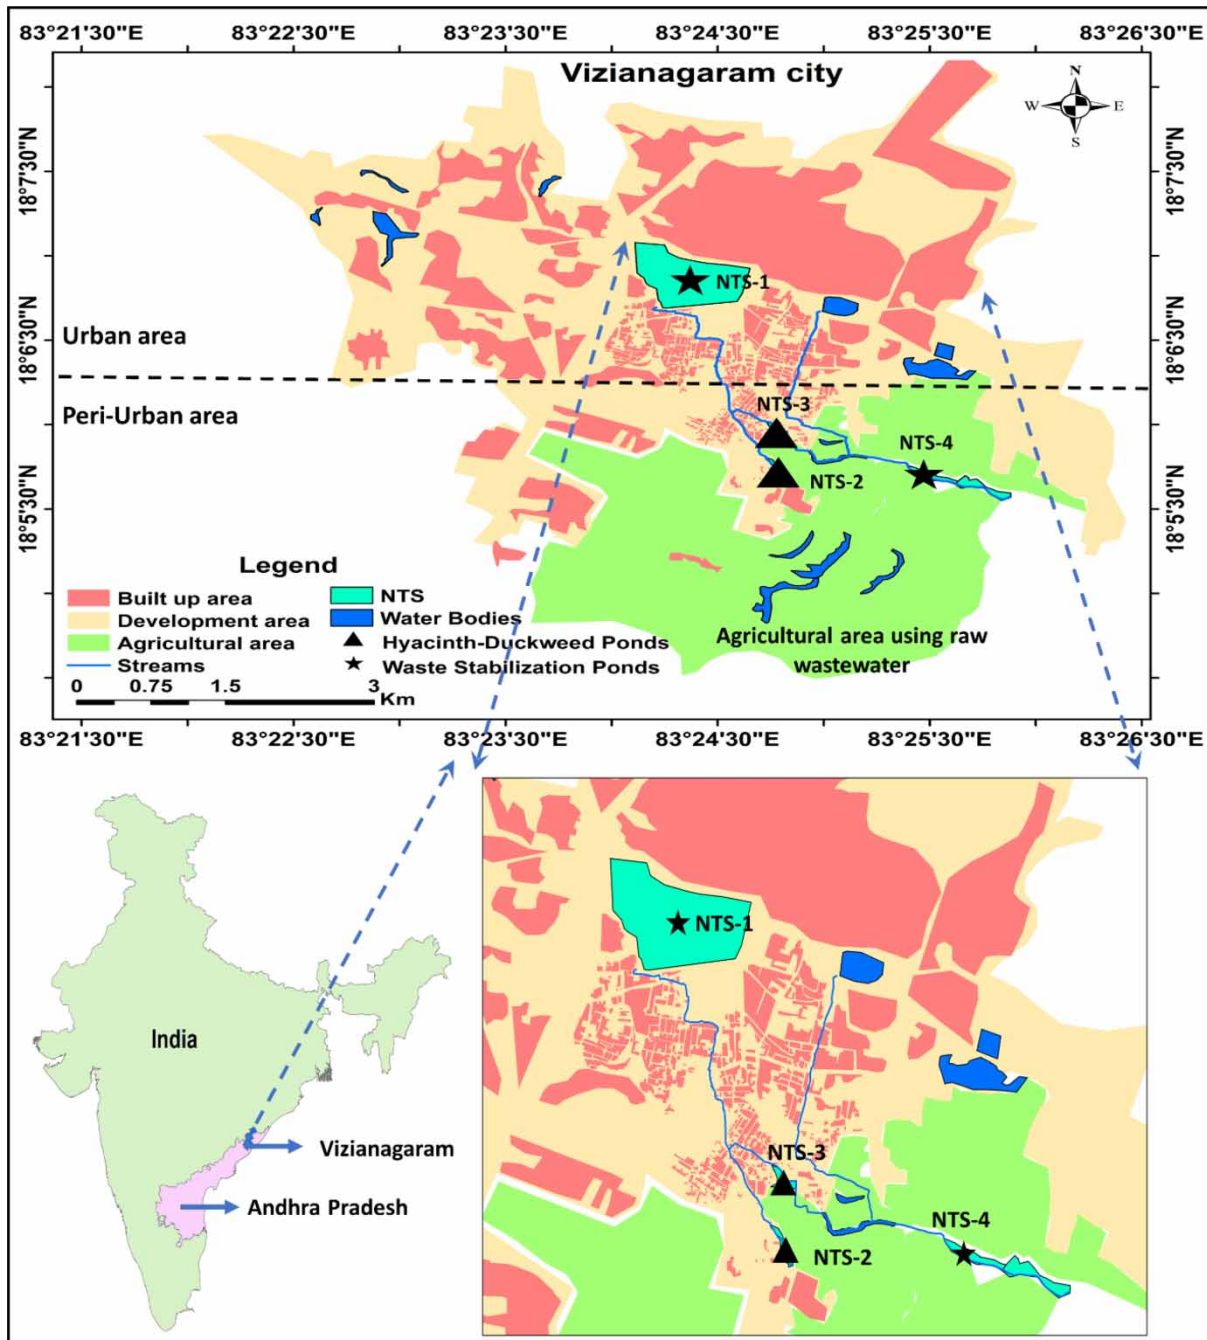 83°21'30"E 83°22'30"E 83°23'30"E 83°24'30"E 83°25'30"E 83°26'30"E
Vizianagaram city
N
W E
S
18°7'30"N
18°7'30"N
NTS-1
Urban area
18°6'30"N
18°6'30"N
Peri-Urban area
NTS-3
NTS-4
NTS-2
18°5'30"N
18°5'30"N
Legend
Built up area
NTS
Development area
Water Bodies
Agricultural area
Hyacinth-Duckweed Ponds
Streams
Waste Stabilization Ponds
Agricultural area using raw
wastewater
0 0.75 1.5 3
Km
83°21'30"E 83°22'30"E 83°23'30"E 83°24'30"E 83°25'30"E 83°26'30"E
India
Vizianagaram
Andhra Pradesh
NTS-1
NTS-3
NTS-4
NTS-2